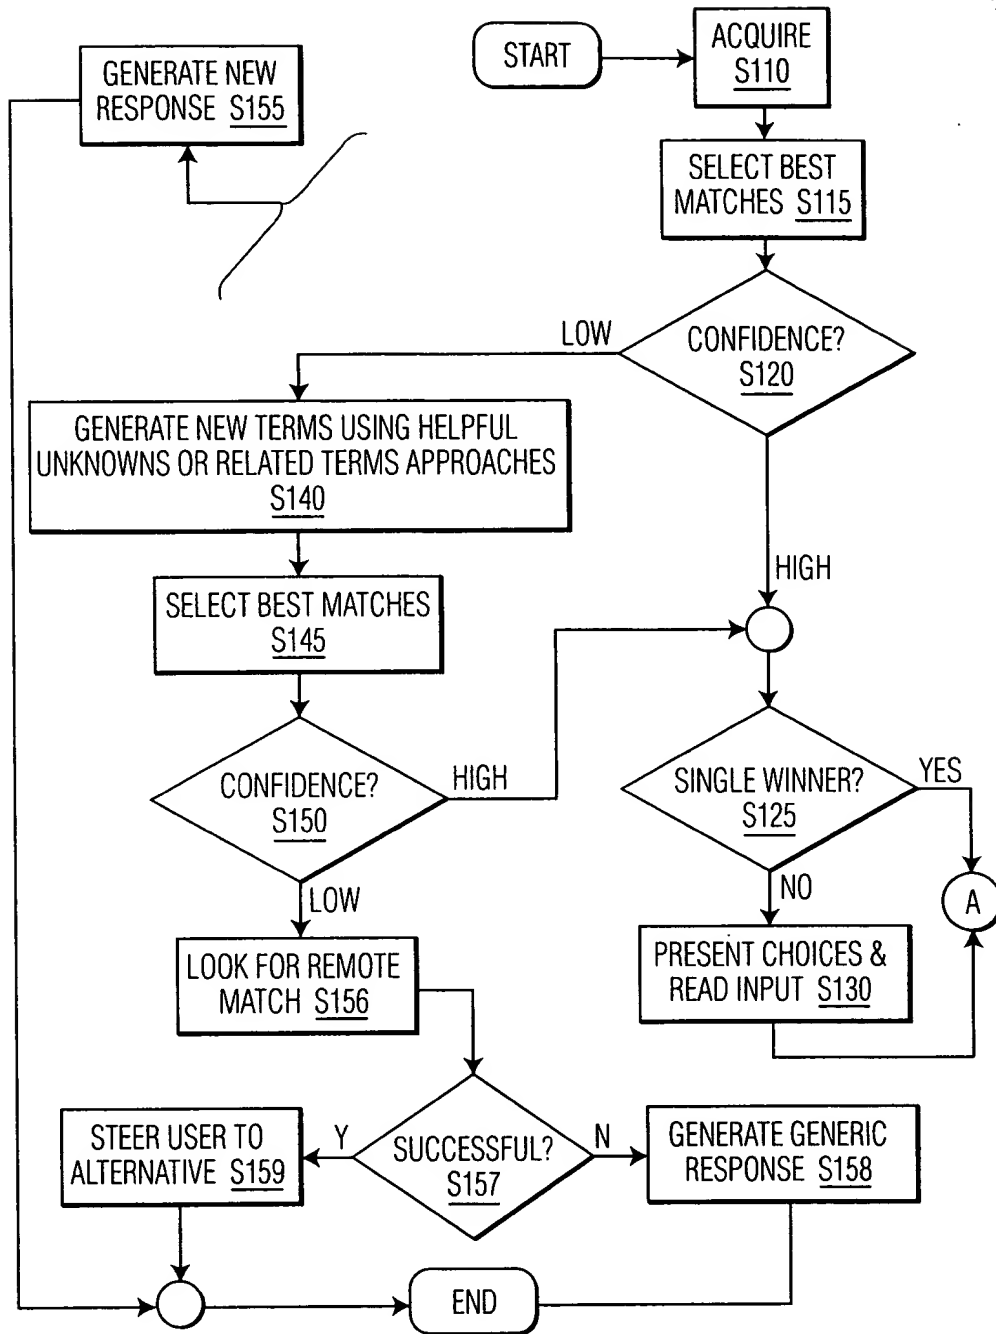 START
ACQUIRE
S110
GENERATE NEW
RESPONSE S155
SELECT BEST
MATCHES S115
CONFIDENCE?
S120
LOW
HIGH
GENERATE NEW TERMS USING HELPFUL
UNKNOWNS OR RELATED TERMS APPROACHES
S140
SELECT BEST MATCHES
S145
CONFIDENCE?
S150
HIGH
LOW
SINGLE WINNER?
S125
YES
NO
A
PRESENT CHOICES &
READ INPUT S130
LOOK FOR REMOTE
MATCH S156
SUCCESSFUL?
S157
Y
N
STEER USER TO
ALTERNATIVE S159
GENERATE GENERIC
RESPONSE S158
END